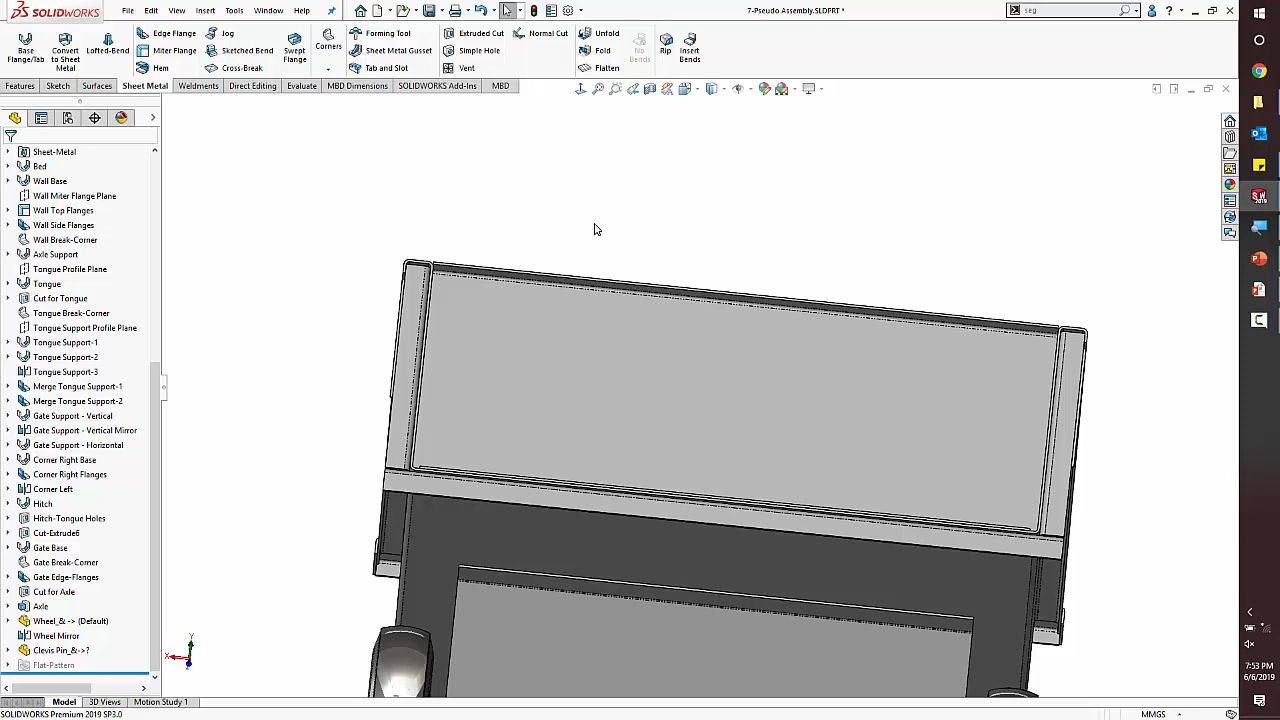 SOLIDWORKS File Edit View Insert Tools Window Help 7-Pseudo Assembly.SLDPRT * seg
Base Flange/Tab
Convert to Sheet Metal
Lofted-Bend
Edge Flange
Miter Flange
Hem
Jog
Sketched Bend
Cross-Break
Swept Flange
Corners
Forming Tool
Sheet Metal Gusset
Tab and Slot
Extruded Cut
Simple Hole
Vent
Normal Cut
Unfold
Fold
Flatten
No Bends
Rip
Insert Bends
Features Sketch Surfaces Sheet Metal Weldments Direct Editing Evaluate MBD Dimensions SOLIDWORKS Add-Ins MBD
Sheet-Metal
Bed
Wall Base
Wall Miter Flange Plane
Wall Top Flanges
Wall Side Flanges
Wall Break-Corner
Axle Support
Tongue Profile Plane
Tongue
Cut for Tongue
Tongue Break-Corner
Tongue Support Profile Plane
Tongue Support-1
Tongue Support-2
Tongue Support-3
Merge Tongue Support-1
Merge Tongue Support-2
Gate Support - Vertical
Gate Support - Vertical Mirror
Gate Support - Horizontal
Corner Right Base
Corner Right Flanges
Corner Left
Hitch
Hitch-Tongue Holes
Cut-Extrude6
Gate Base
Gate Break-Corner
Gate Edge-Flanges
Cut for Axle
Axle
Wheel_& -> (Default)
Wheel Mirror
Clevis Pin_&->?
Flat-Pattern
Y
X
Z
Model 3D Views Motion Study 1
SOLIDWORKS Premium 2019 SP3.0 MMGS
7:53 PM
6/6/2019